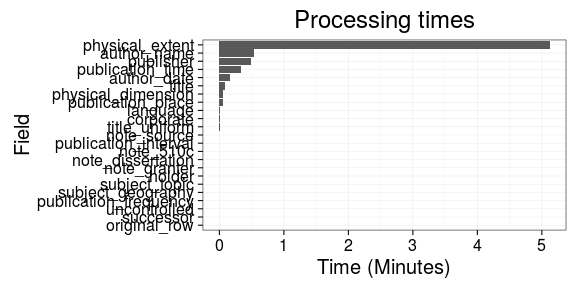 Processing times
physical_extent
author_name
publisher
publication_time
author_date
title
physical_dimension
publication_place
language
corporate
title_uniform
note_source
publication_interval
note_510c
note_dissertation
note_granter
holder
subject_topic
subject_geography
publication_frequency
uncontrolled
successor
original_row
Field
0 1 2 3 4 5
Time (Minutes)